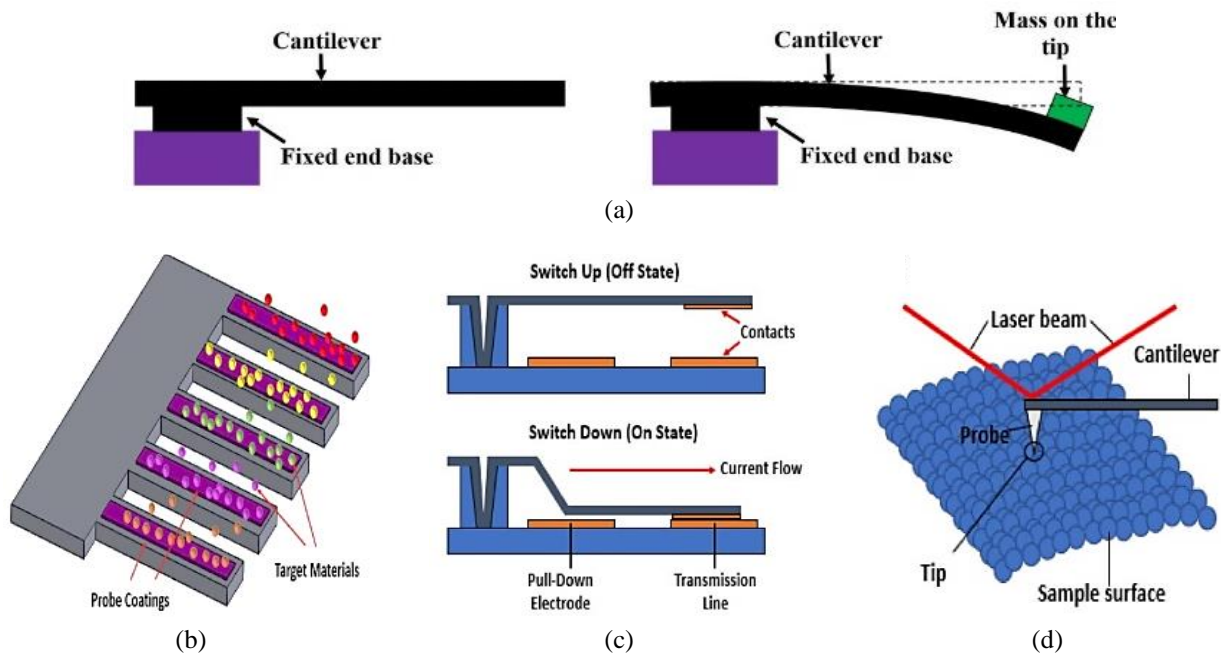 Cantilever
Fixed end base
Cantilever
Mass on the
tip
Fixed end base
(a)
Probe Coatings
Target Materials
(b)
Switch Up (Off State)
Contacts
Switch Down (On State)
Current Flow
Pull-Down
Electrode
Transmission
Line
(c)
Laser beam
Cantilever
Probe
Tip
Sample surface
(d)